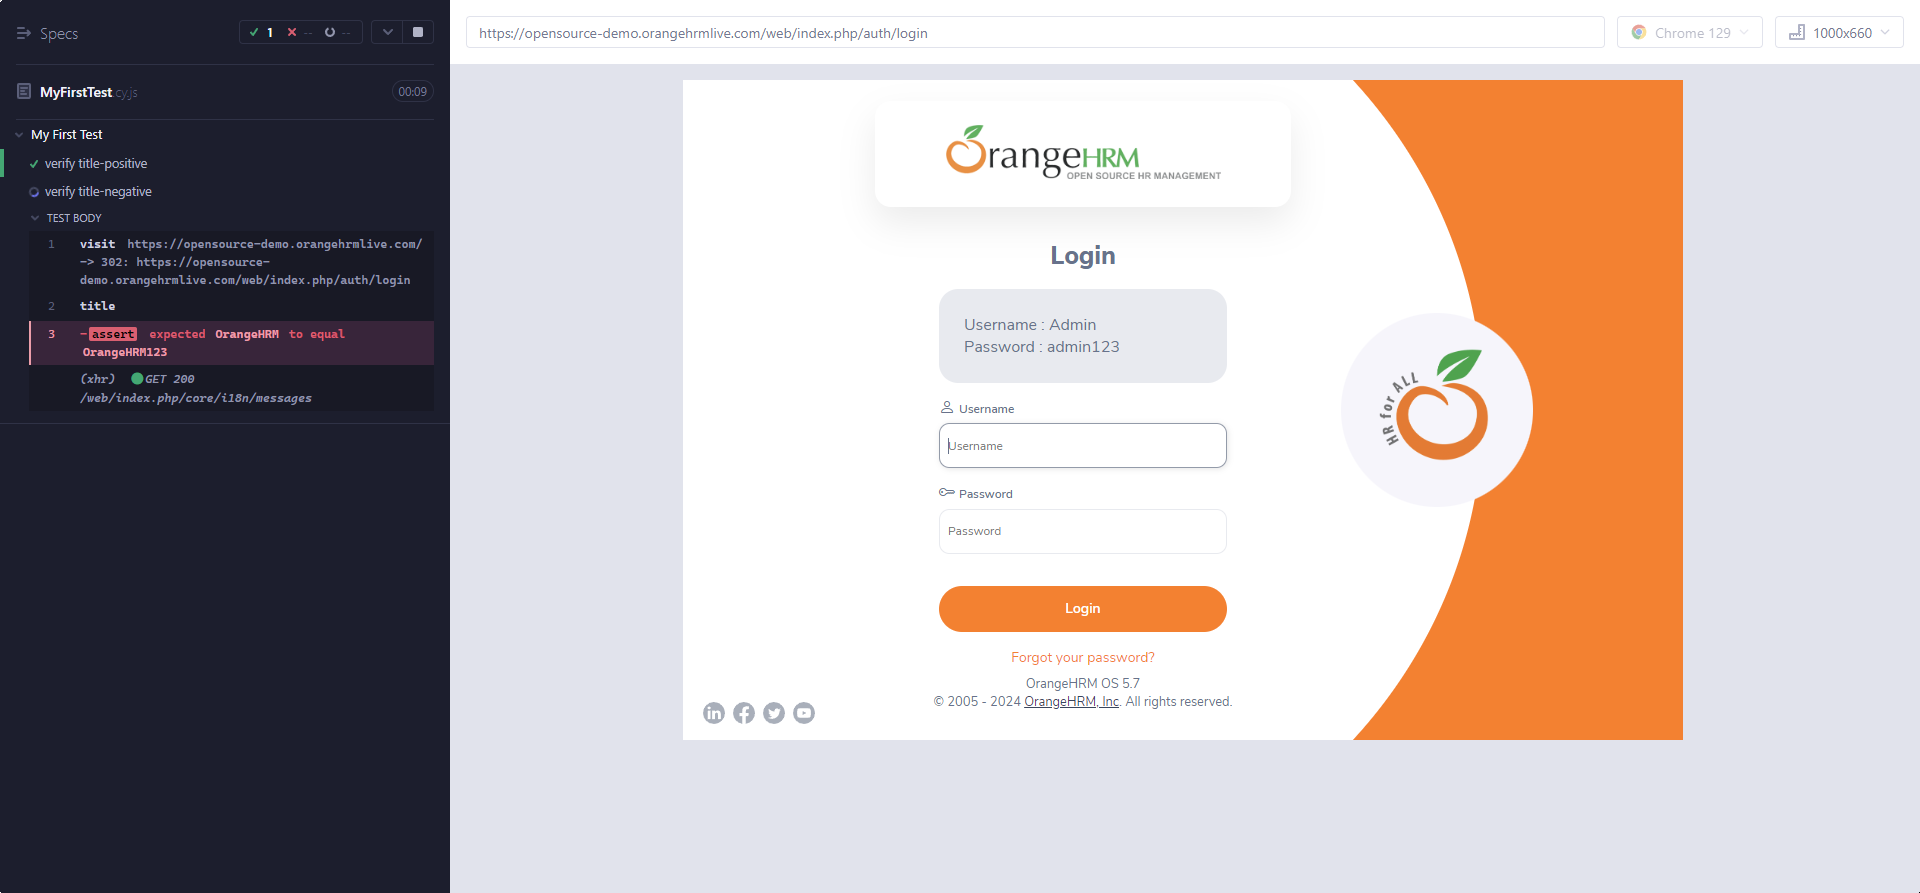 Specs
1 -- --
MyFirstTest.cy.js 00:09
My First Test
verify title-positive
verify title-negative
TEST BODY
1 visit https://opensource-demo.orangehrmlive.com/
-> 302: https://opensource-
demo.orangehrmlive.com/web/index.php/auth/login
2 title
3 -assert expected OrangeHRM to equal
OrangeHRM123
(xhr) GET 200
/web/index.php/core/i18n/messages
https://opensource-demo.orangehrmlive.com/web/index.php/auth/login
Chrome 129
1000x660
OrangeHRM
OPEN SOURCE HR MANAGEMENT
Login
Username : Admin
Password : admin123
Username
Username
Password
Password
Login
Forgot your password?
OrangeHRM OS 5.7
© 2005 - 2024 OrangeHRM, Inc. All rights reserved.
HR for ALL